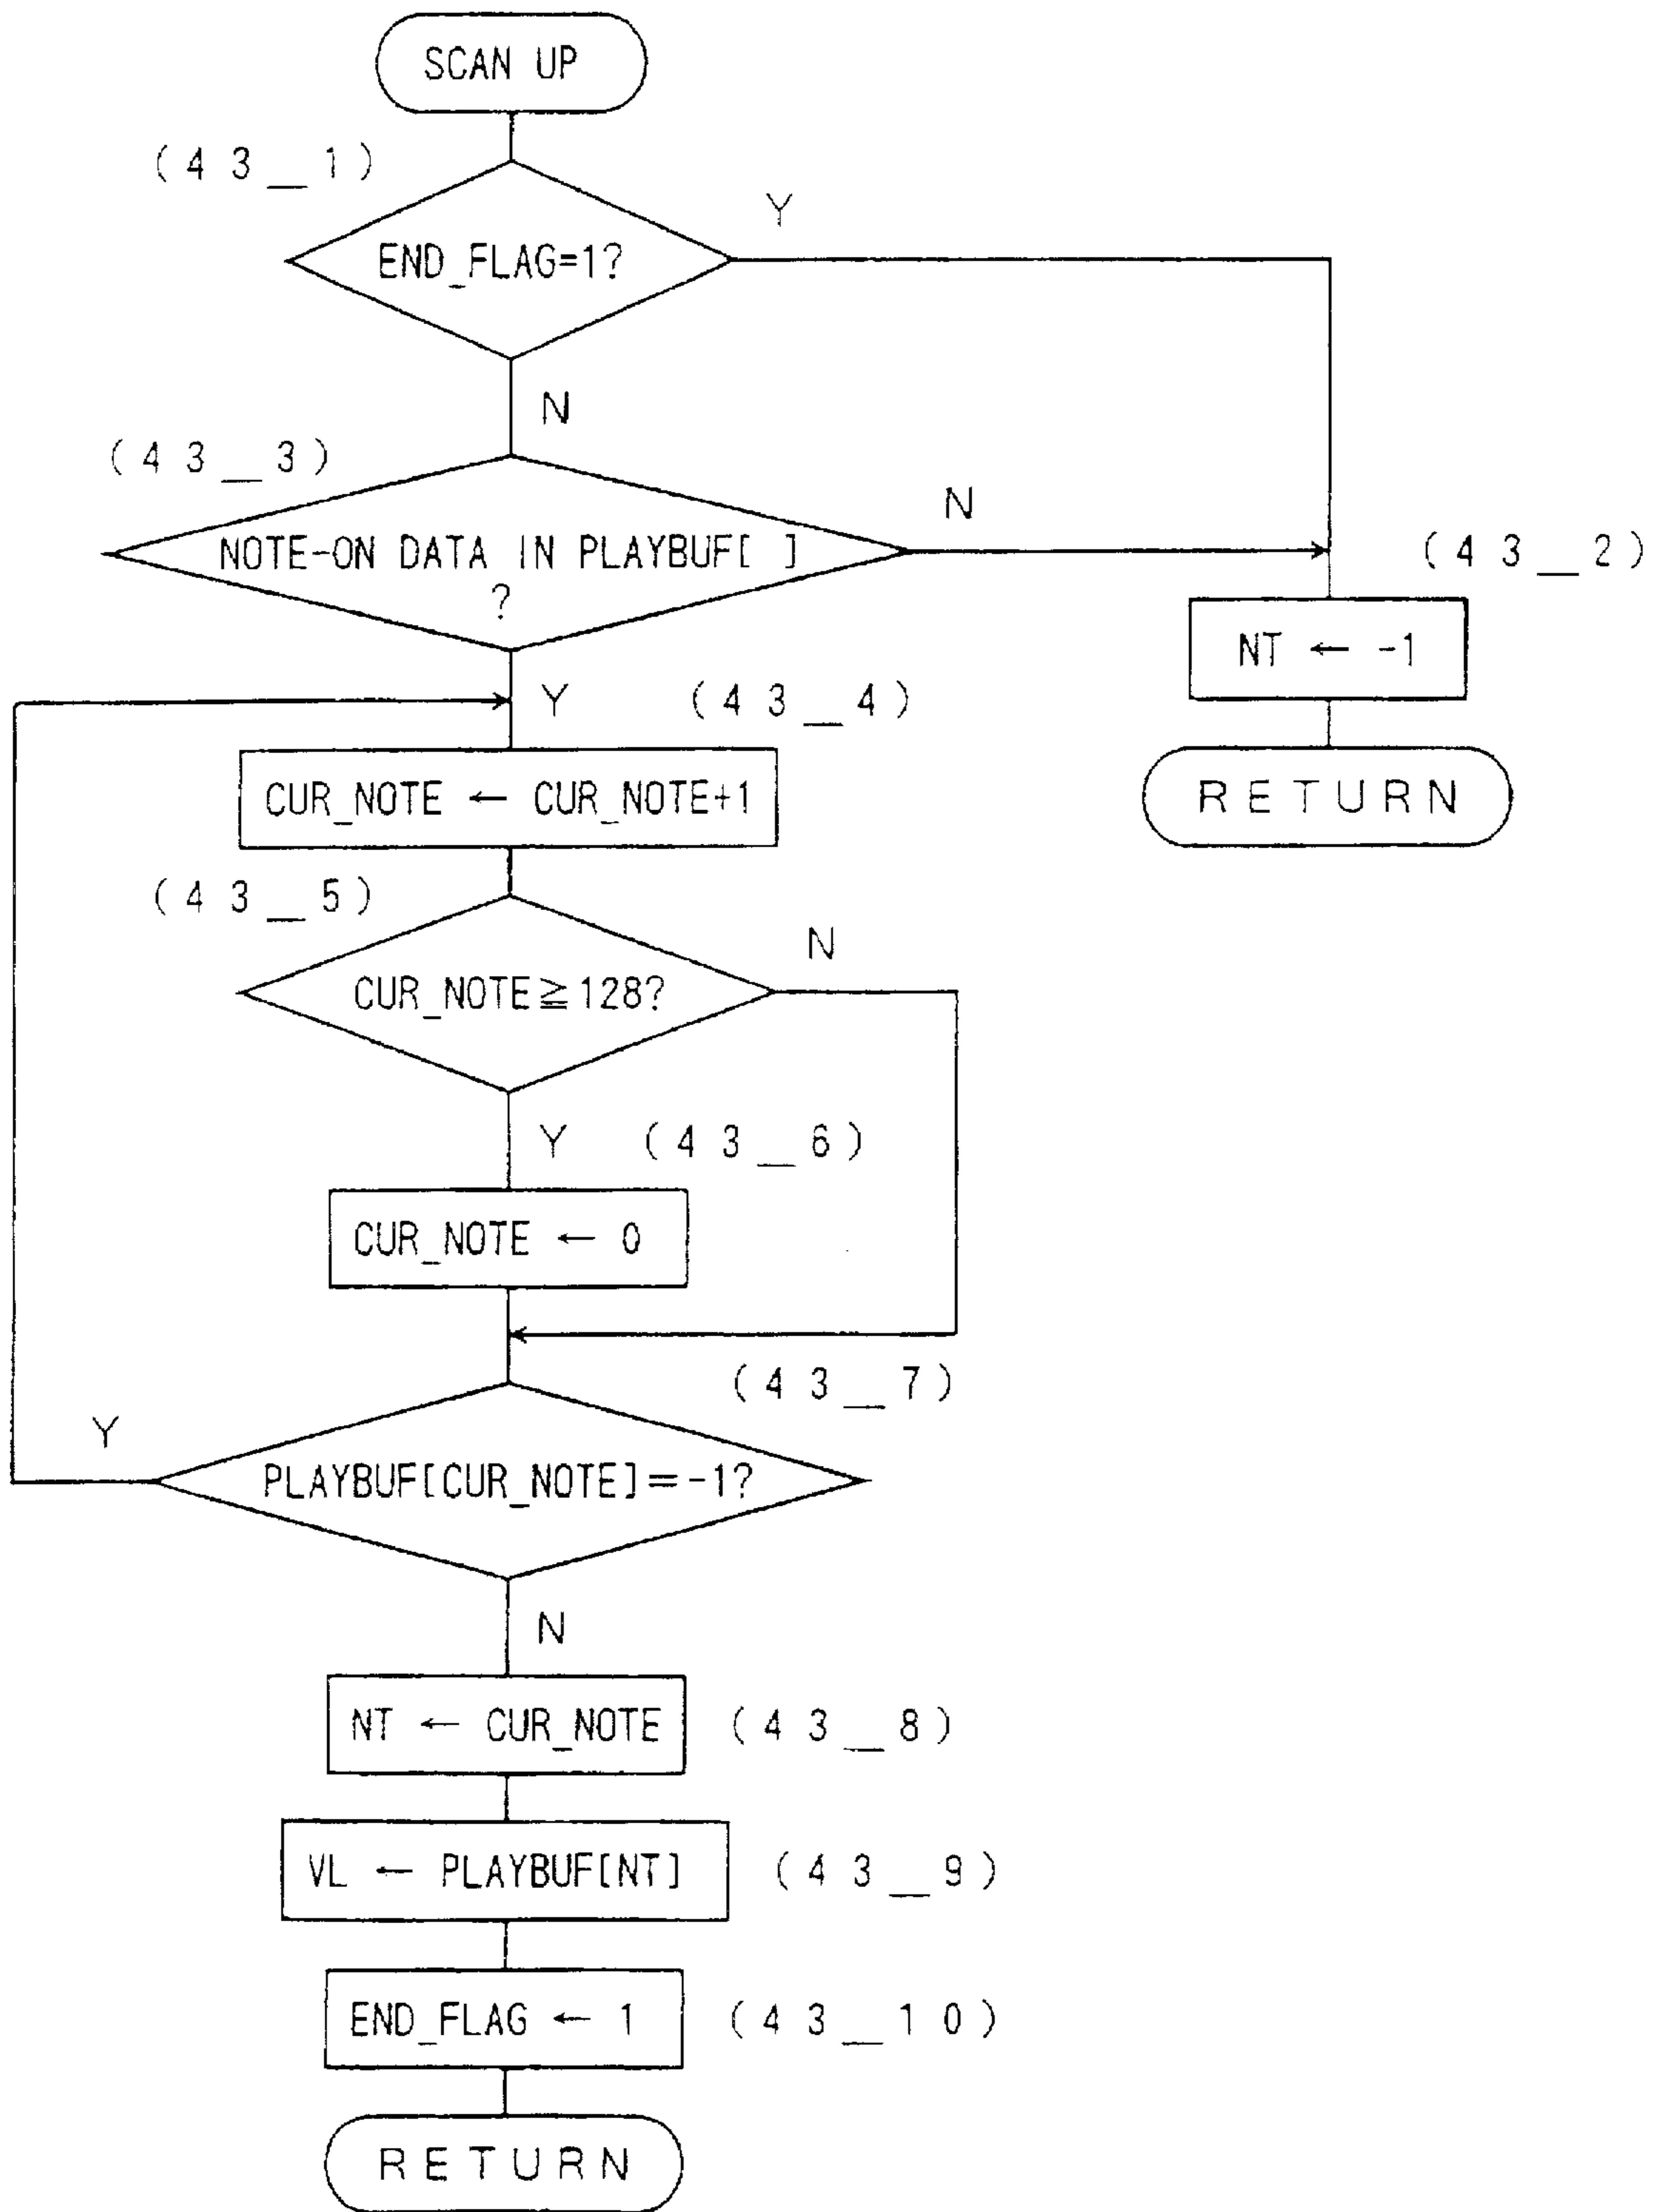 SCAN UP
(43_1)
Y
END_FLAG=1?
N
(43_3)
N
NOTE-ON DATA IN PLAYBUF[ ]
?
(43_2)
NT ← -1
Y
(43_4)
RETURN
CUR_NOTE ← CUR_NOTE+1
(43_5)
N
CUR_NOTE≧128?
Y
(43_6)
CUR_NOTE ← 0
(43_7)
Y
PLAYBUF[CUR_NOTE]=-1?
N
NT ← CUR_NOTE
(43_8)
VL ← PLAYBUF[NT]
(43_9)
END_FLAG ← 1
(43_10)
RETURN